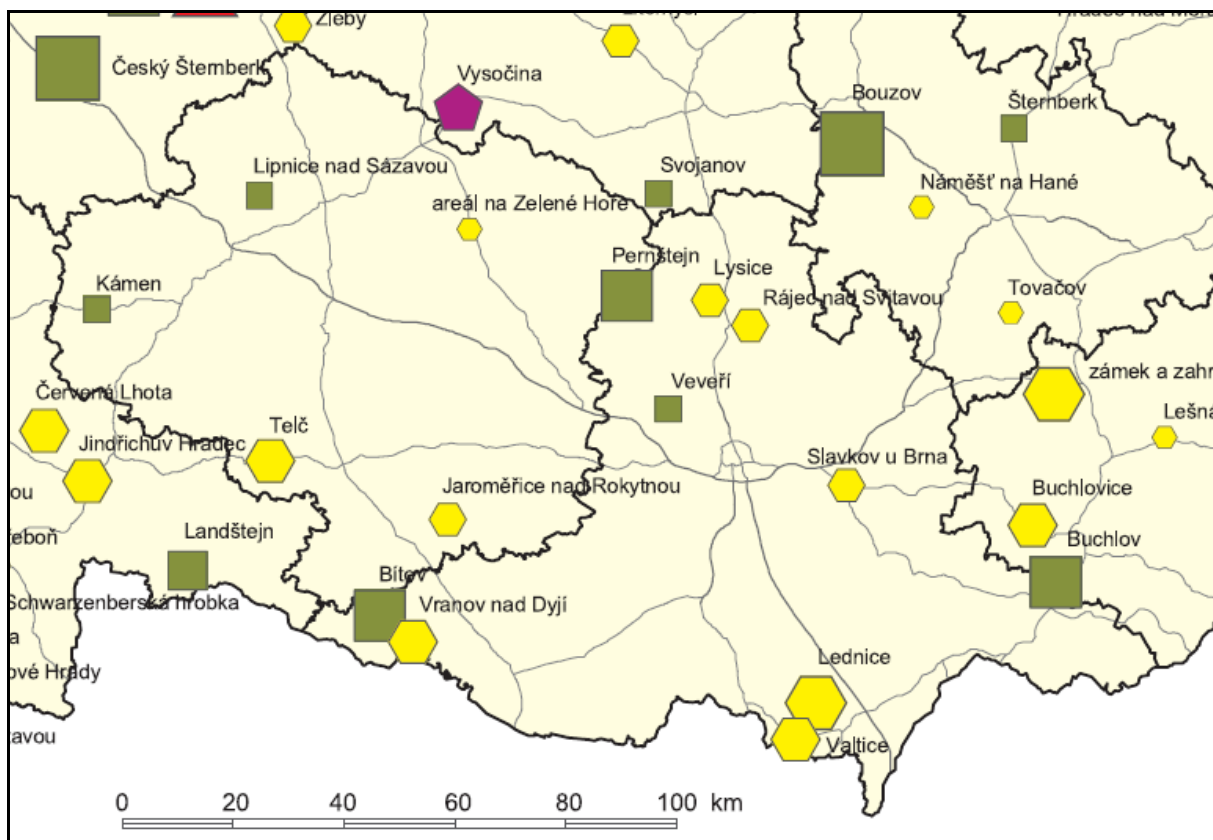 Žleby
Český Šternberk
Vysočina
Bouzov
Šternberk
Lipnice nad Sázavou
Svojanov
Náměšť na Hané
areál na Zelené Hoře
Pernštejn
Lysice
Kámen
Rájec nad Svitavou
Tovačov
zámek a zahr
Červená Lhota
Veveří
Lešná
Telč
Jindřichův Hradec
Slavkov u Brna
Jaroměřice nad Rokytnou
Buchlovice
ou
řeboň
Landštejn
Buchlov
Bítov
Schwarzenberská hrobka
Vranov nad Dyjí
a
Lednice
ové Hrady
tavou
Valtice
0 20 40 60 80 100 km